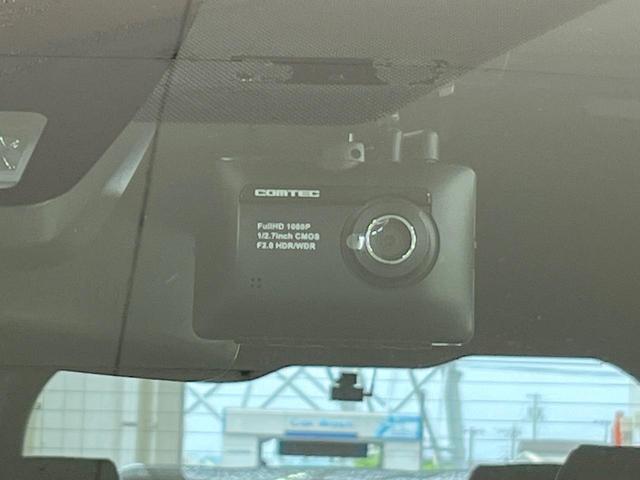 COMTEC
FullHD 1080P
1/2.7inch CMOS
F2.0 HDR/WDR